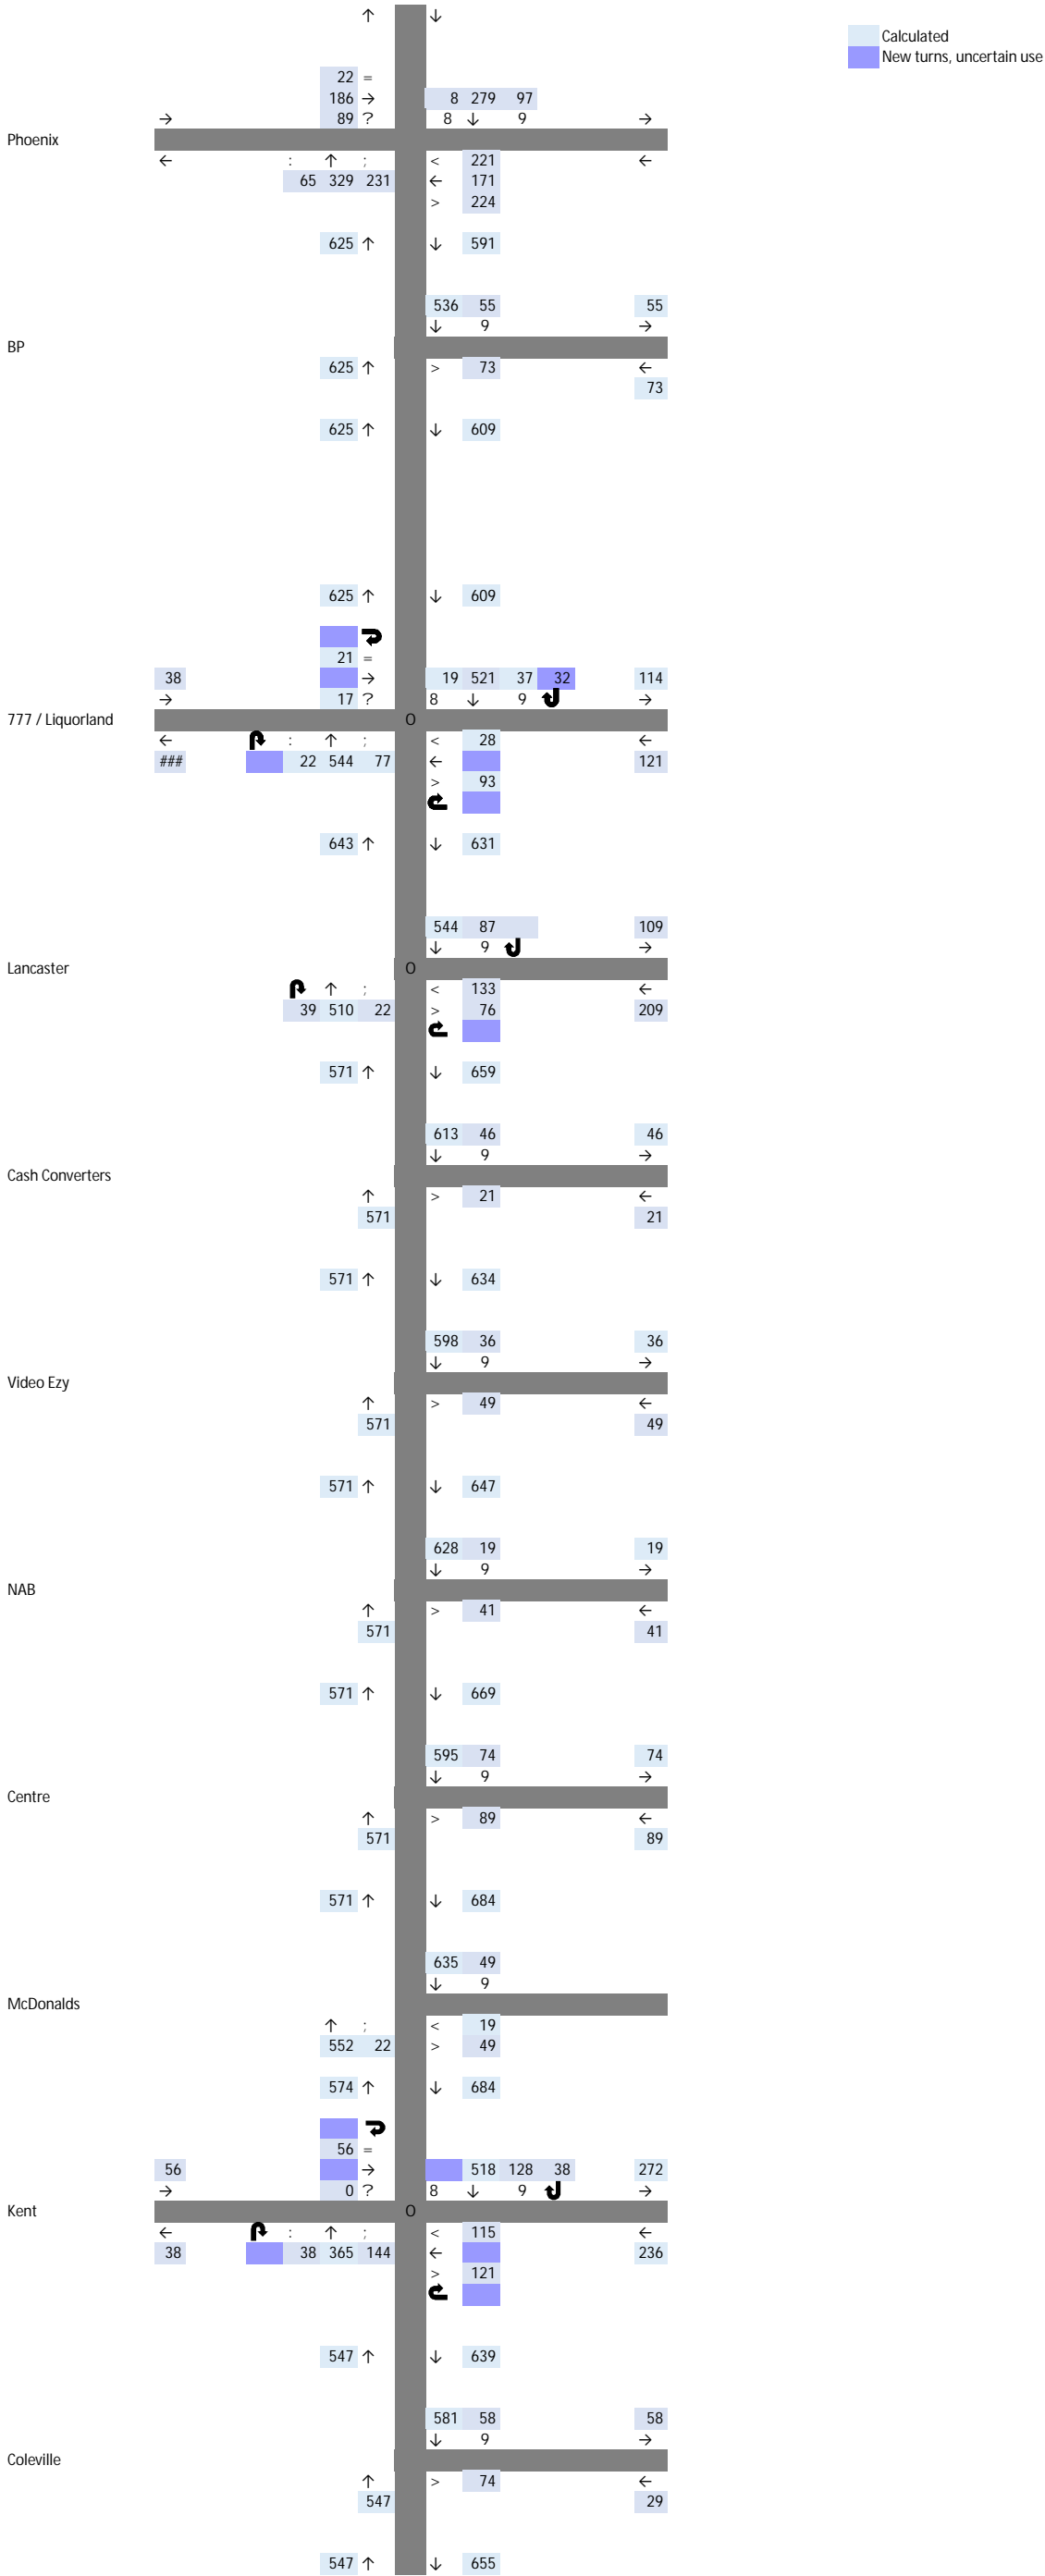 ↑ ↓
Calculated
New turns, uncertain use
22 =
186 → 8 279 97
→ 89 ? 8 ↓ 9 →
Phoenix
← : ↑ ; < 221 ←
65 329 231 ← 171
> 224
625 ↑ ↓ 591
536 55 55
↓ 9 →
BP
625 ↑ > 73 ←
73
625 ↑ ↓ 609
625 ↑ ↓ 609
21 =
38 → 19 521 37 32 114
→ 17 ? 8 ↓ 9 →
777 / Liquorland O
← : ↑ ; < 28 ←
### 22 544 77 ← 121
> 93
643 ↑ ↓ 631
544 87 109
↓ 9 →
Lancaster O
↑ ; < 133 ←
39 510 22 > 76 209
571 ↑ ↓ 659
613 46 46
↓ 9 →
Cash Converters
↑ > 21 ←
571 21
571 ↑ ↓ 634
598 36 36
↓ 9 →
Video Ezy
↑ > 49 ←
571 49
571 ↑ ↓ 647
628 19 19
↓ 9 →
NAB
↑ > 41 ←
571 41
571 ↑ ↓ 669
595 74 74
↓ 9 →
Centre
↑ > 89 ←
571 89
571 ↑ ↓ 684
635 49
↓ 9
McDonalds
↑ ; < 19
552 22 > 49
574 ↑ ↓ 684
56 =
56 → 518 128 38 272
→ 0 ? 8 ↓ 9 →
Kent O
← : ↑ ; < 115 ←
38 38 365 144 ← 236
> 121
547 ↑ ↓ 639
581 58 58
↓ 9 →
Coleville
↑ > 74 ←
547 29
547 ↑ ↓ 655